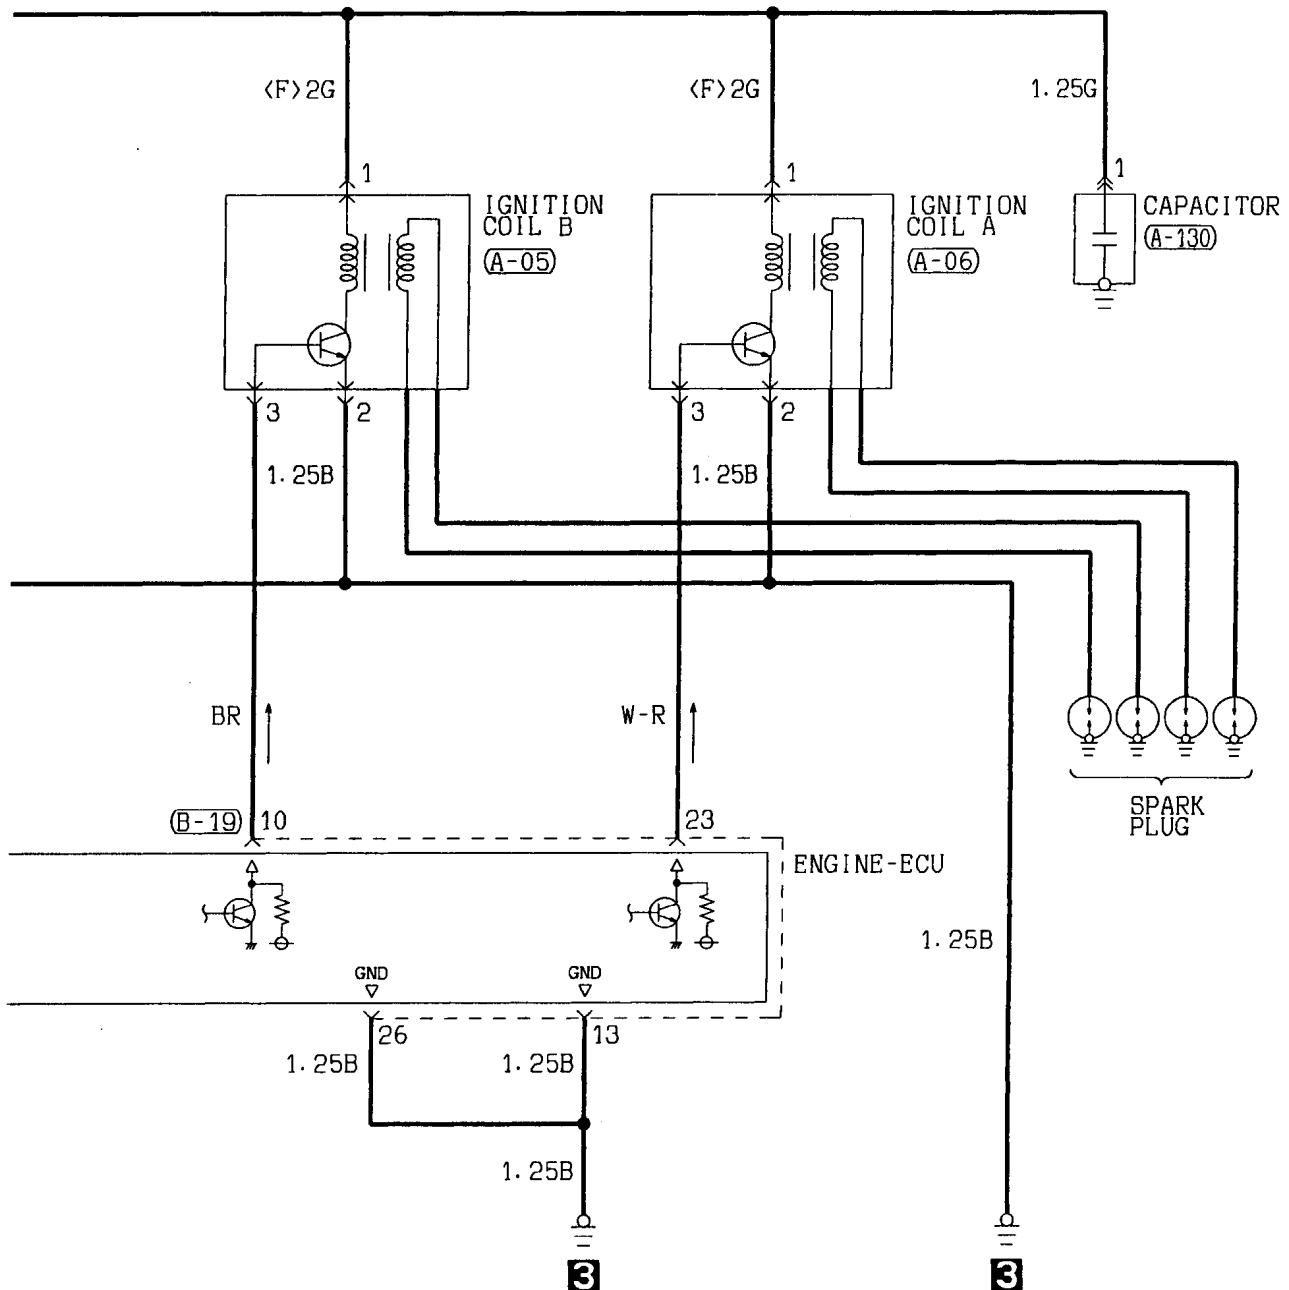 <F>2G
<F>2G
1.25G
1
1
1
IGNITION
COIL B
(A-05)
IGNITION
COIL A
(A-06)
CAPACITOR
(A-130)
3
2
3
2
1.25B
1.25B
BR
W-R
(B-19)
10
23
SPARK
PLUG
ENGINE-ECU
1.25B
GND
GND
26
13
1.25B
1.25B
1.25B
3
3